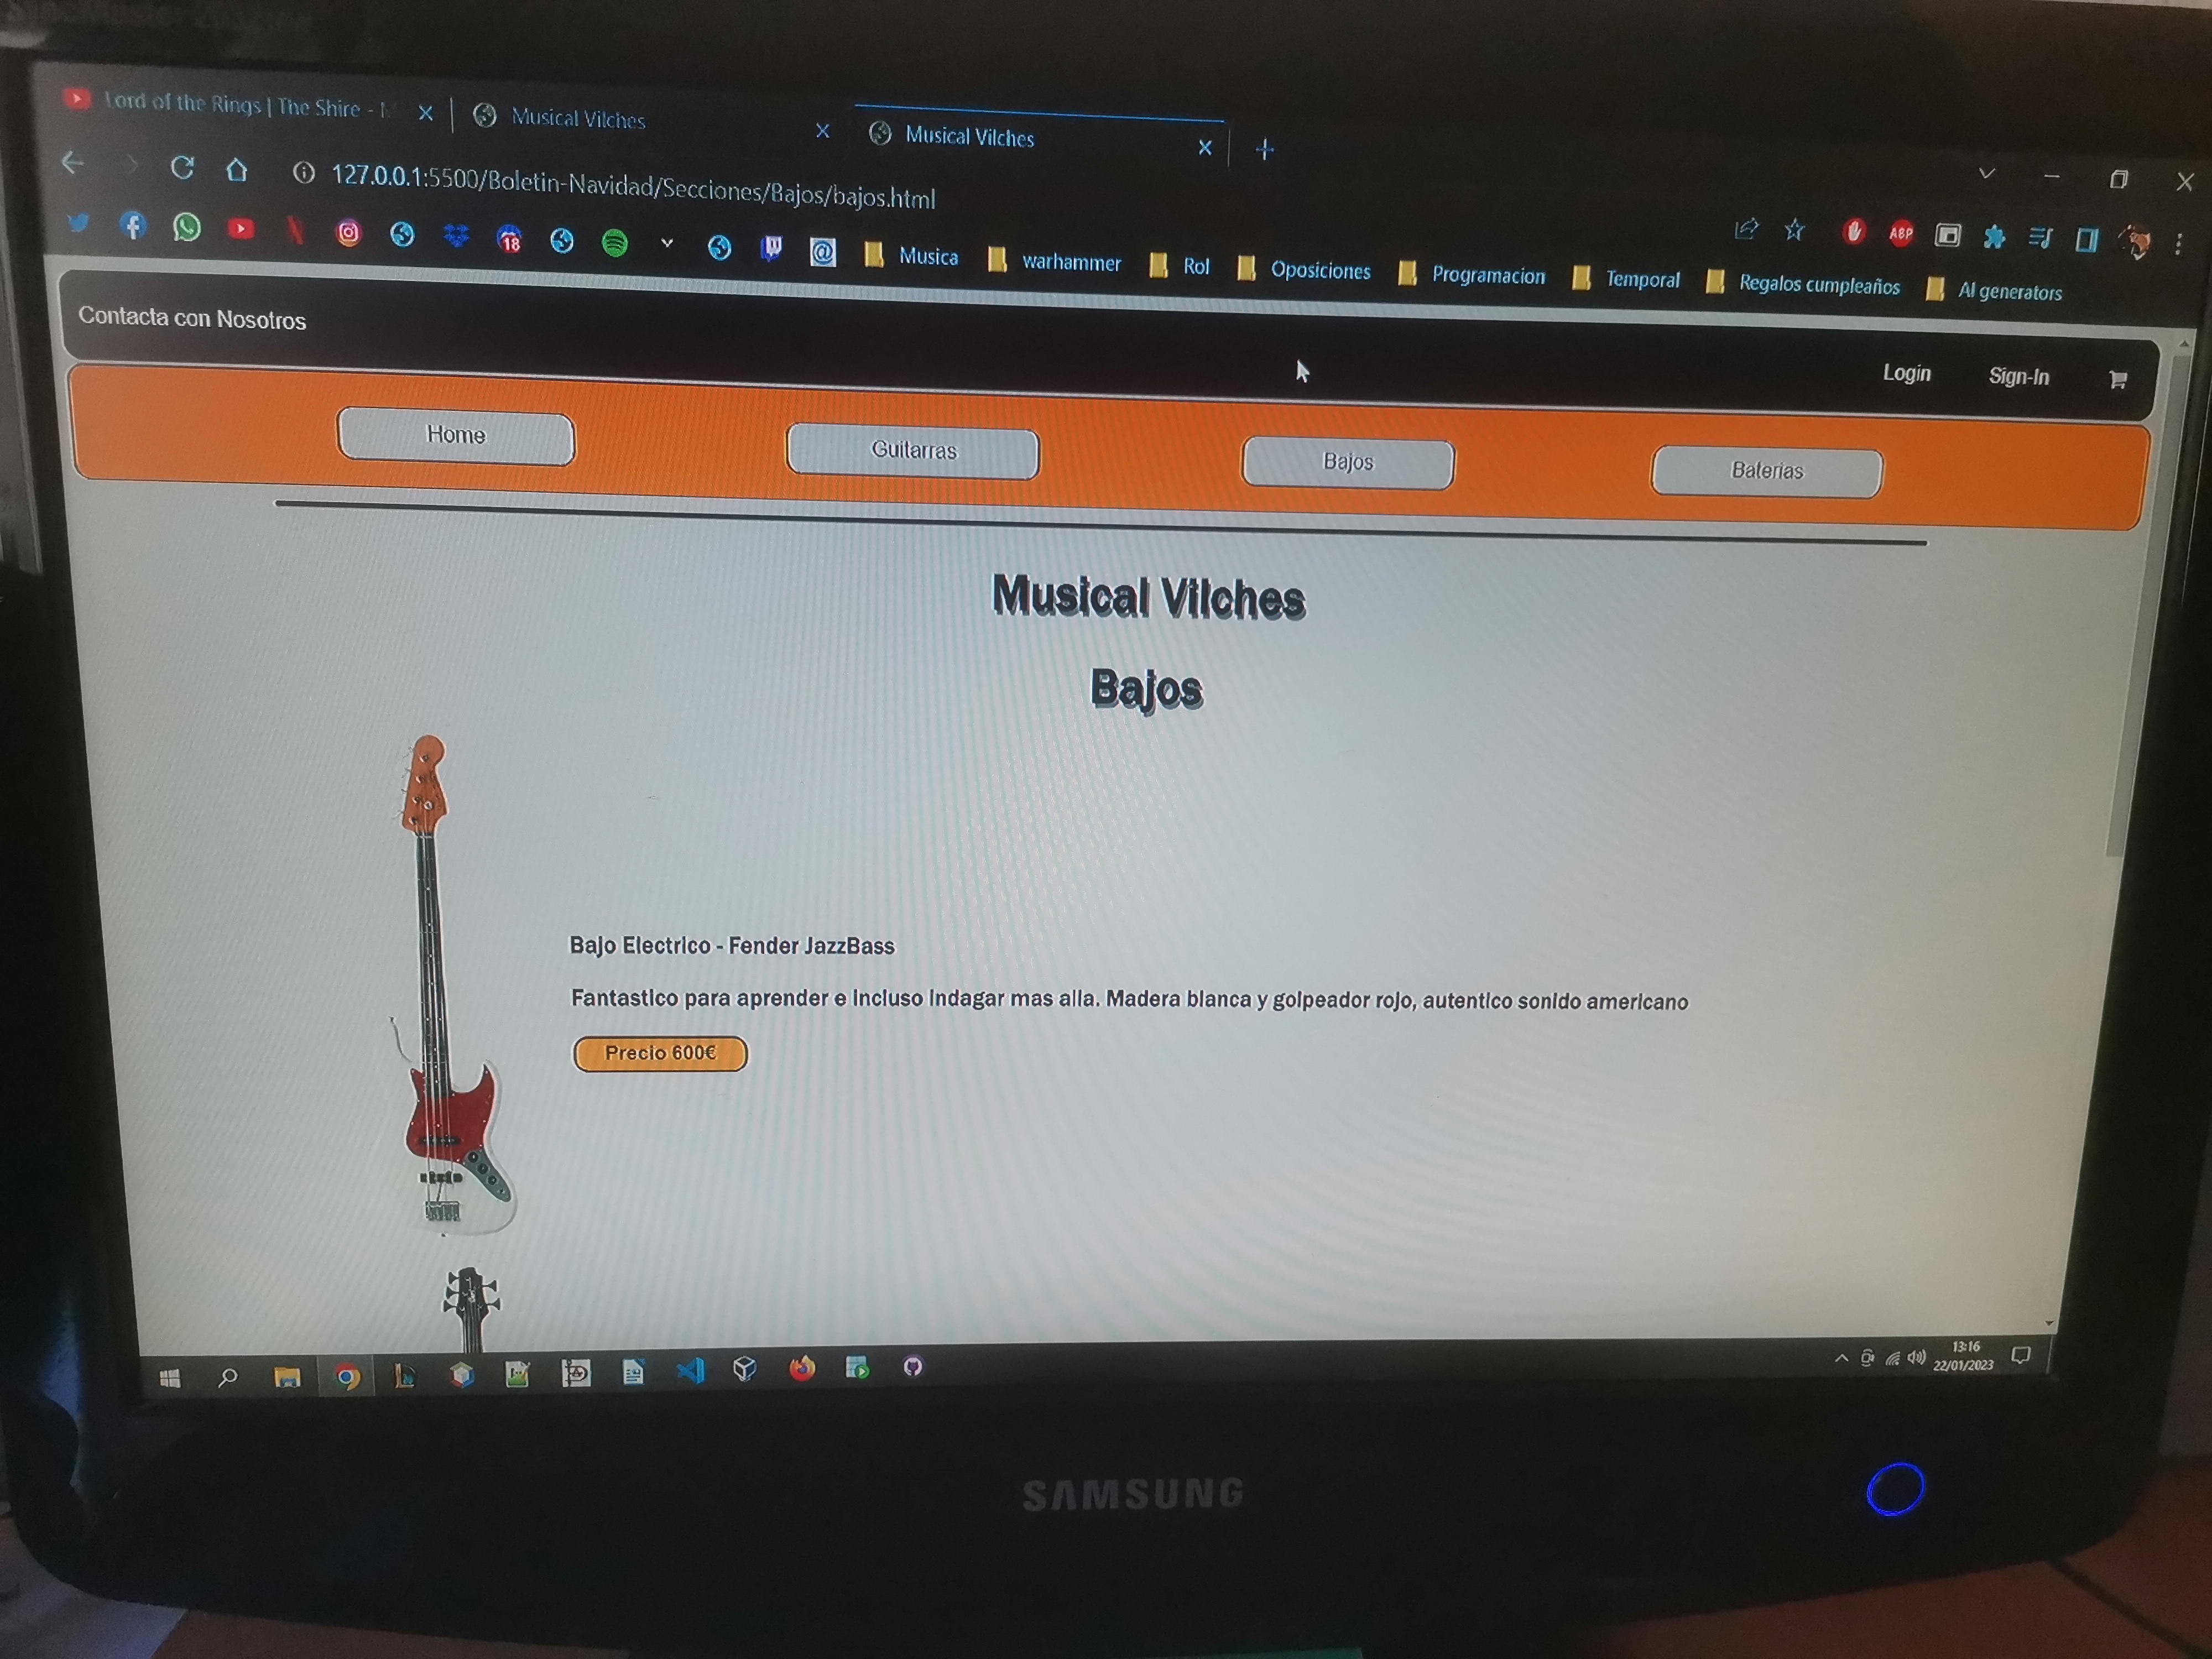 Lord of the Rings | The Shire -
Musical Vilches
Musical Vilches
127.0.0.1:5500/Boletin-Navidad/Secciones/Bajos/bajos.html
18
@
Musica
warhammer
Rol
Oposiciones
Programacion
Temporal
Regalos cumpleaños
AI generators
ABP
Contacta con Nosotros
Login
Sign-In
Home
Guitarras
Bajos
Baterias
Musical Vilches
Bajos
Bajo Electrico - Fender JazzBass
Fantastico para aprender e incluso indagar mas alla. Madera blanca y golpeador rojo, autentico sonido americano
Precio 600€
13:16
22/01/2023
SAMSUNG